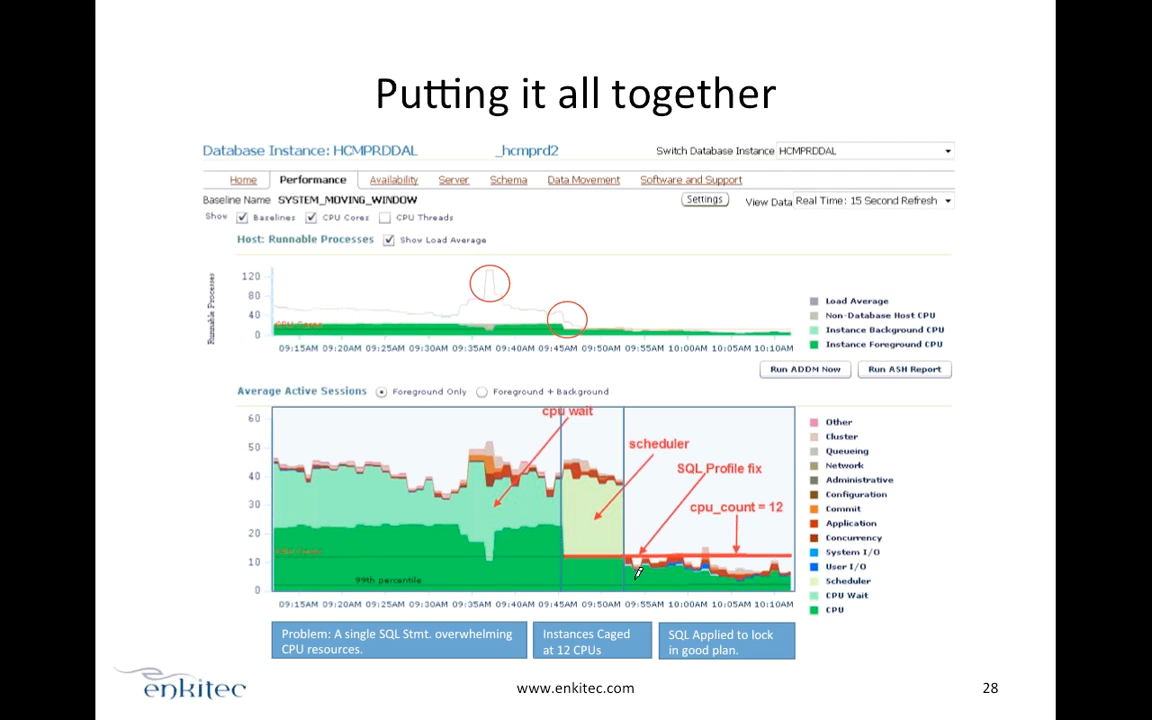 Putting it all together
Database Instance: HCMPRDDAL _hcmprd2 Switch Database Instance HCMPRDDAL
Home Performance Availability Server Schema Data Movement Software and Support
Baseline Name SYSTEM_MOVING_WINDOW Settings View Data Real Time: 15 Second Refresh
Show Baselines CPU Cores CPU Threads
Host: Runnable Processes Show Load Average
Runnable Processes
120
80
40
0
CPU Cores
09:15AM 09:20AM 09:25AM 09:30AM 09:35AM 09:40AM 09:45AM 09:50AM 09:55AM 10:00AM 10:05AM 10:10AM
Load Average
Non-Database Host CPU
Instance Background CPU
Instance Foreground CPU
Run ADDM Now Run ASH Report
Average Active Sessions Foreground Only Foreground + Background
60
50
40
30
20
10
0
cpu wait
scheduler
SQL Profile fix
cpu_count = 12
CPU Cores
99th percentile
09:15AM 09:20AM 09:25AM 09:30AM 09:35AM 09:40AM 09:45AM 09:50AM 09:55AM 10:00AM 10:05AM 10:10AM
Other
Cluster
Queueing
Network
Administrative
Configuration
Commit
Application
Concurrency
System I/O
User I/O
Scheduler
CPU Wait
CPU
Problem: A single SQL Stmt. overwhelming
CPU resources.
Instances Caged
at 12 CPUs
SQL Applied to lock
in good plan.
enkitec
www.enkitec.com
28